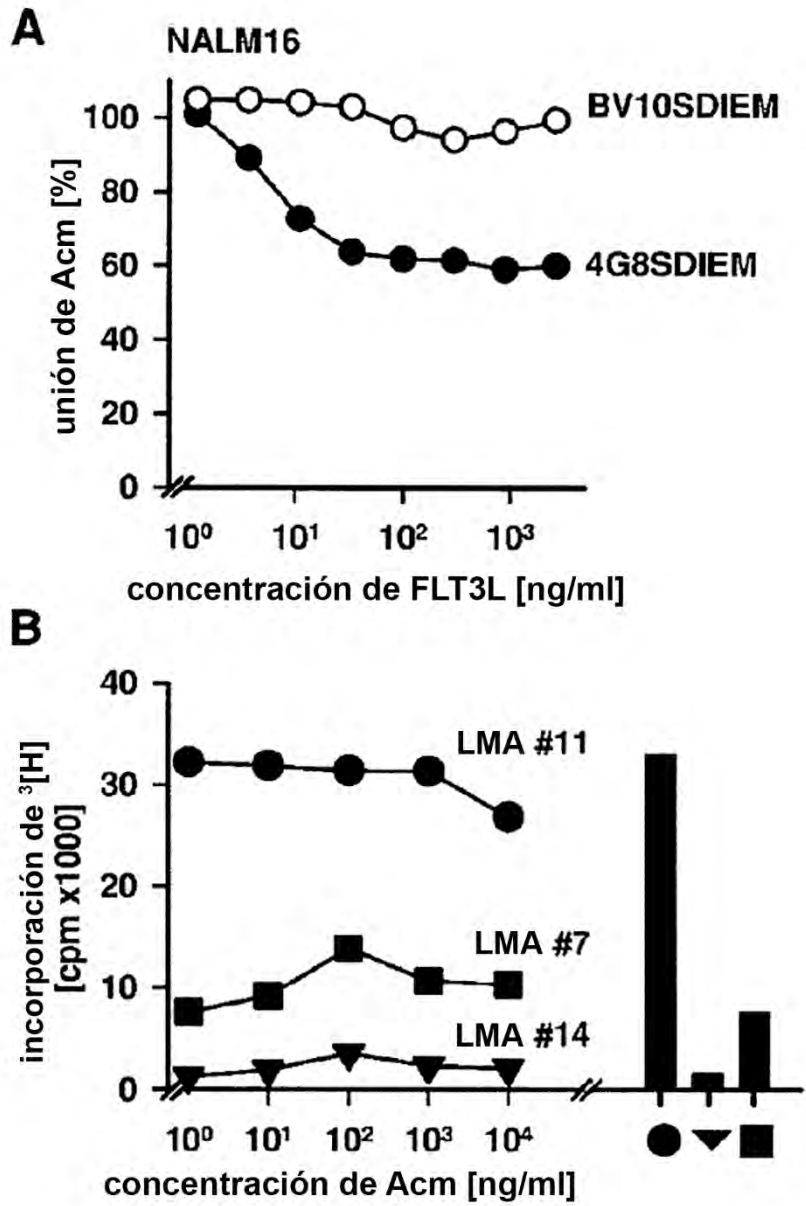 A
NALM16
unión de Acm [%]
100
80
60
40
20
0
BV10SDIEM
4G8SDIEM
10⁰ 10¹ 10² 10³
concentración de FLT3L [ng/ml]
B
incorporación de ³[H]
[cpm x1000]
40
30
20
10
0
LMA #11
LMA #7
LMA #14
10⁰ 10¹ 10² 10³ 10⁴
concentración de Acm [ng/ml]